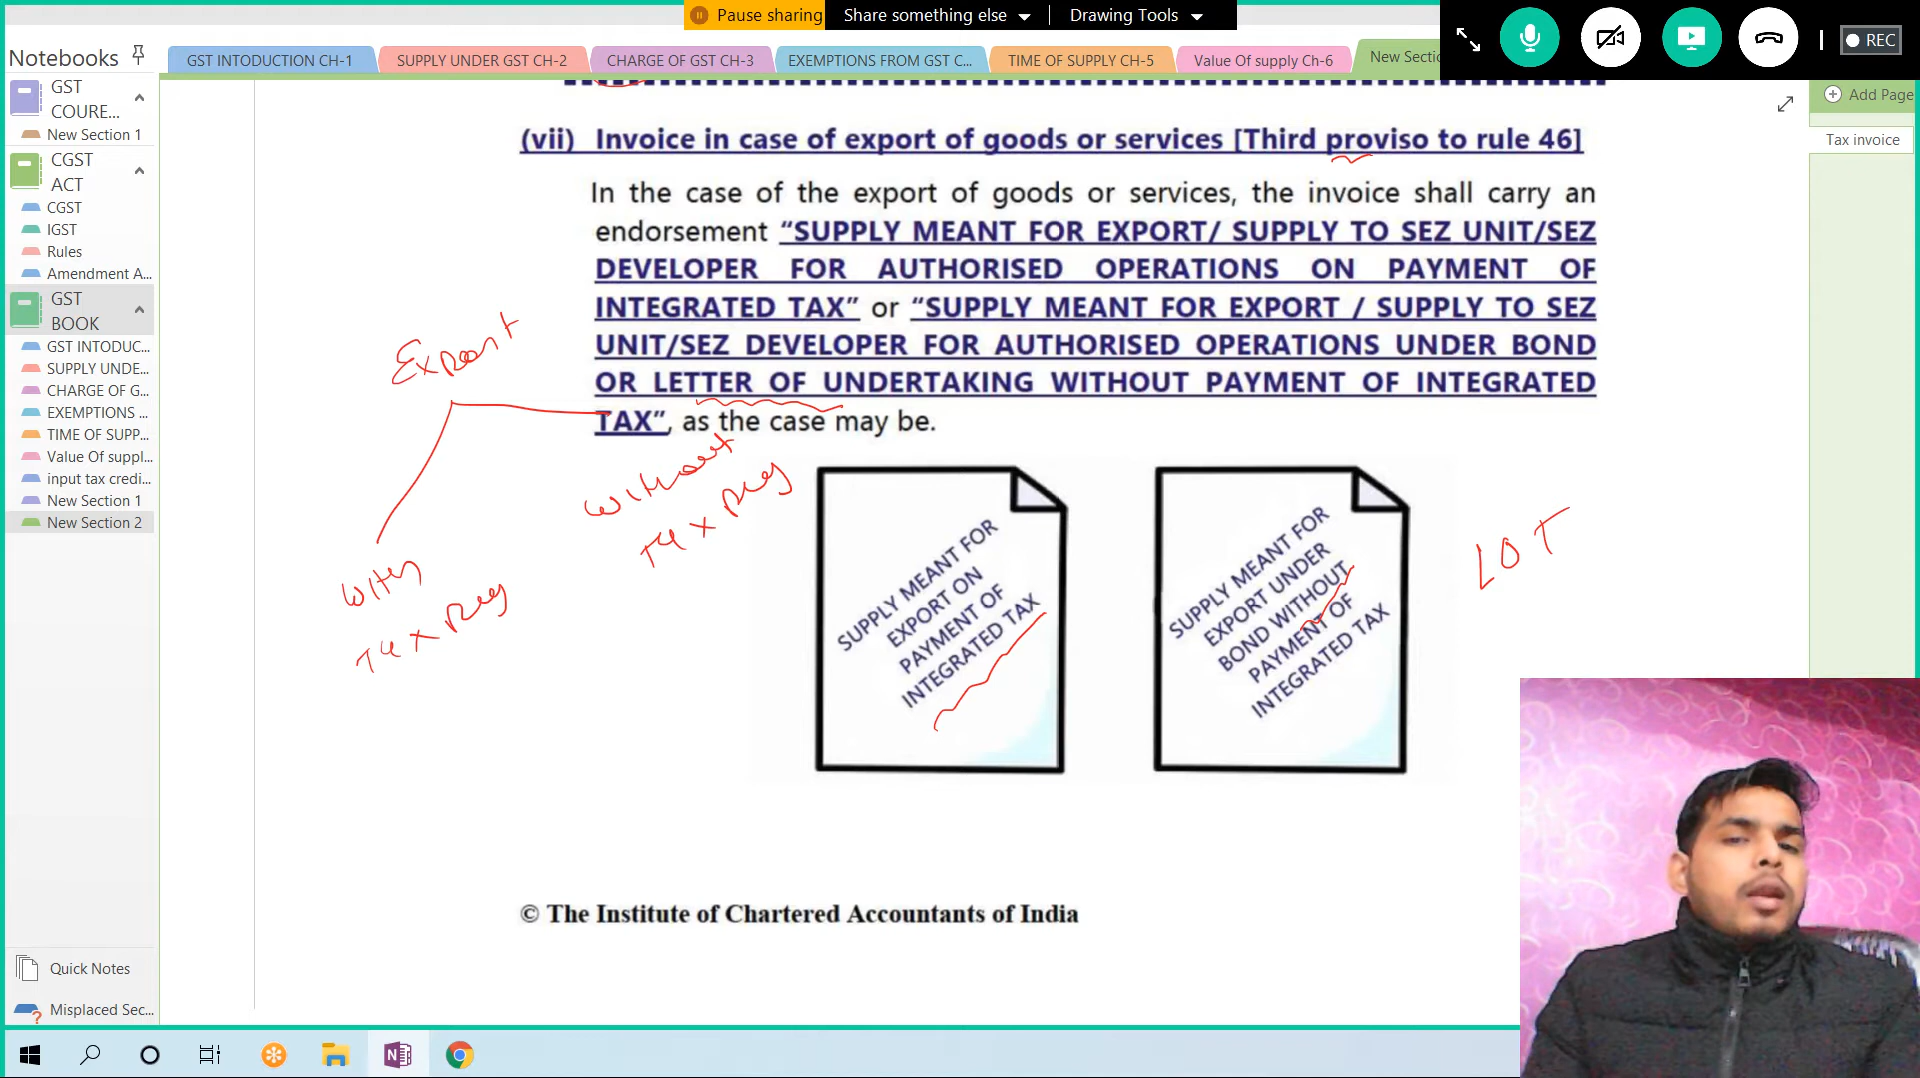 Pause sharing
Share something else
Drawing Tools
REC
Notebooks
GST INTODUCTION CH-1
SUPPLY UNDER GST CH-2
CHARGE OF GST CH-3
EXEMPTIONS FROM GST C...
TIME OF SUPPLY CH-5
Value Of supply Ch-6
New Sectio
Add Page
Tax invoice
GST
COURE...
New Section 1
CGST
ACT
CGST
IGST
Rules
Amendment A...
GST
BOOK
GST INTODUC...
SUPPLY UNDE...
CHARGE OF G...
EXEMPTIONS ...
TIME OF SUPP...
Value Of suppl...
input tax credi...
New Section 1
New Section 2
Quick Notes
Misplaced Sec...
(vii) Invoice in case of export of goods or services [Third proviso to rule 46]
In the case of the export of goods or services, the invoice shall carry an
endorsement “SUPPLY MEANT FOR EXPORT/ SUPPLY TO SEZ UNIT/SEZ
DEVELOPER FOR AUTHORISED OPERATIONS ON PAYMENT OF
INTEGRATED TAX” or “SUPPLY MEANT FOR EXPORT / SUPPLY TO SEZ
UNIT/SEZ DEVELOPER FOR AUTHORISED OPERATIONS UNDER BOND
OR LETTER OF UNDERTAKING WITHOUT PAYMENT OF INTEGRATED
TAX”, as the case may be.
Export
Without
Tax
With
Tax
SUPPLY MEANT FOR
EXPORT ON
PAYMENT OF
INTEGRATED TAX
SUPPLY MEANT FOR
EXPORT UNDER
BOND WITHOUT
PAYMENT OF
INTEGRATED TAX
LOT
© The Institute of Chartered Accountants of India